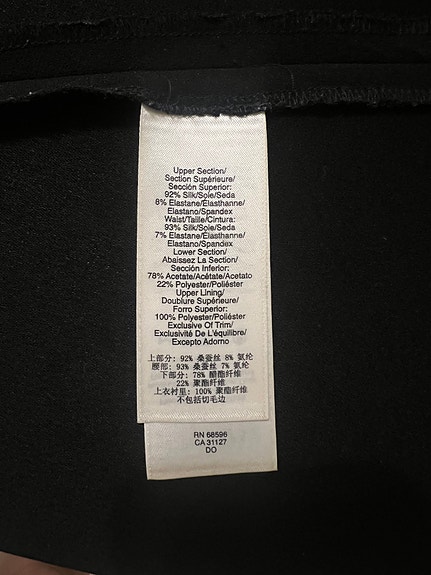 Upper Section/
Section Supérieure/
Sección Superior:
92% Silk/Soie/Seda
8% Elastane/Élasthanne/
Elastano/Spandex
Waist/Taille/Cintura:
93% Silk/Soie/Seda
7% Elastane/Élasthanne/
Elastano/Spandex
Lower Section/
Abaissez La Section/
Sección Inferior:
78% Acetate/Acétate/Acetato
22% Polyester/Poliéster
Upper Lining/
Doublure Supérieure/
Forro Superior:
100% Polyester/Poliéster
Exclusive Of Trim/
Exclusivité De L'équilibre/
Excepto Adorno
上部分: 92% 桑蚕丝 8% 氨纶
腰部: 93% 桑蚕丝 7% 氨纶
下部分: 78% 醋酯纤维
22% 聚酯纤维
上衣衬里: 100% 聚酯纤维
不包括切毛边
RN 68596
CA 31127
DO